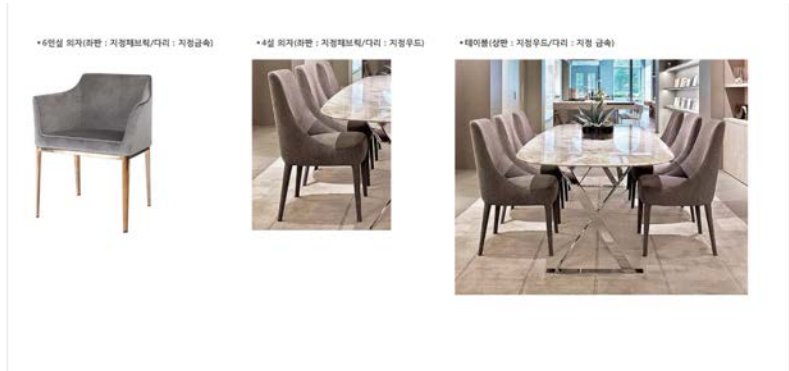 •6인실 의자(좌판 : 지정패브릭/다리 : 지정금속)
•4실 의자(좌판 : 지정패브릭/다리 : 지정우드)
•테이블(상판 : 지정우드/다리 : 지정 금속)